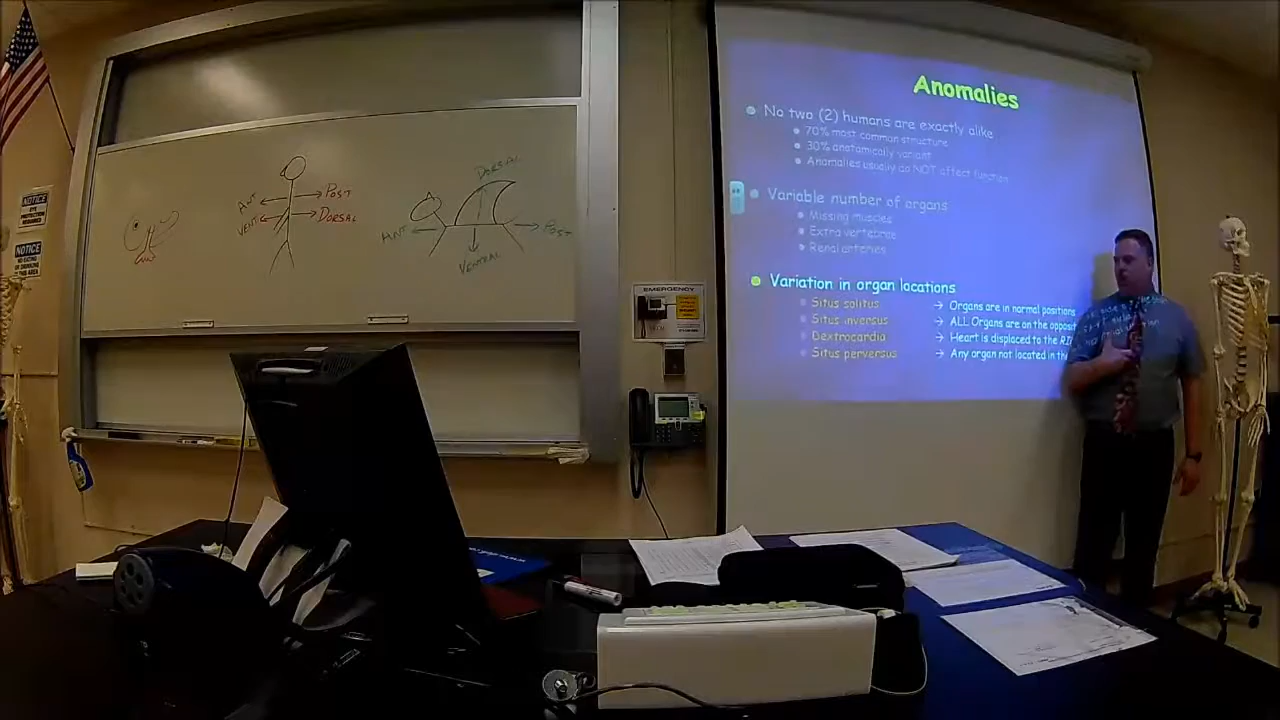 NOTICE
NOTICE
ANT
POST
VENT
DORSAL
DORSAL
ANT
POST
VENTRAL
EMERGENCY
Anomalies
No two (2) humans are exactly alike
70% most common structure
30% anatomically variant
Anomalies usually do NOT affect function
Variable number of organs
Missing muscles
Extra vertebrae
Renal arteries
Variation in organ locations
Situs solitus → Organs are in normal positions
Situs inversus → ALL Organs are on the opposit
Dextrocardia → Heart is displaced to the
Situs perversus → Any organ not located in the